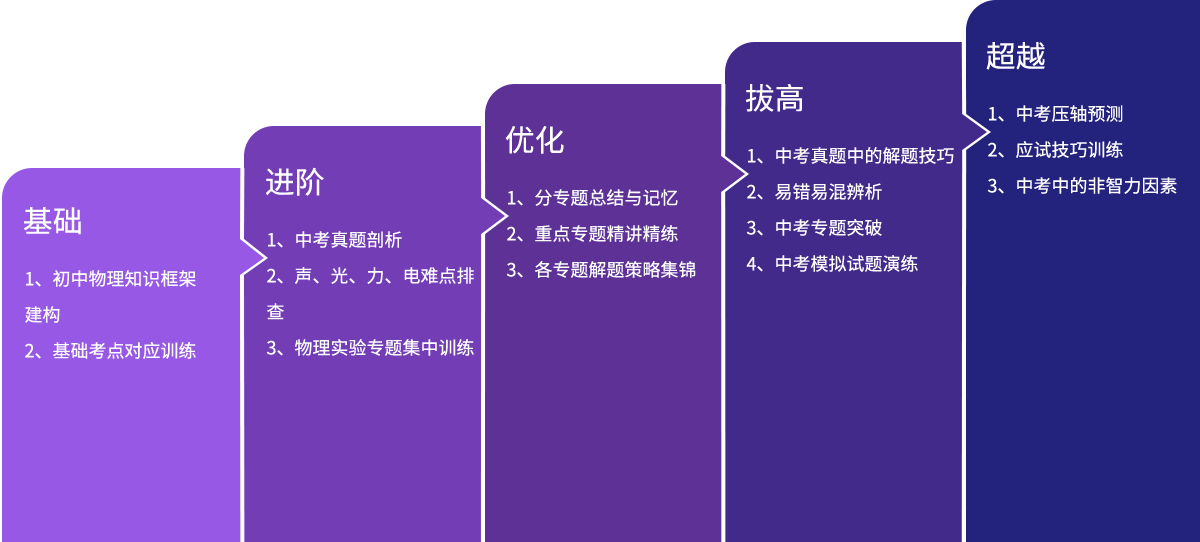 基础
1、初中物理知识框架
建构
2、基础考点对应训练
进阶
1、中考真题剖析
2、声、光、力、电难点排
查
3、物理实验专题集中训练
优化
1、分专题总结与记忆
2、重点专题精讲精练
3、各专题解题策略集锦
拔高
1、中考真题中的解题技巧
2、易错易混辨析
3、中考专题突破
4、中考模拟试题演练
超越
1、中考压轴预测
2、应试技巧训练
3、中考中的非智力因素